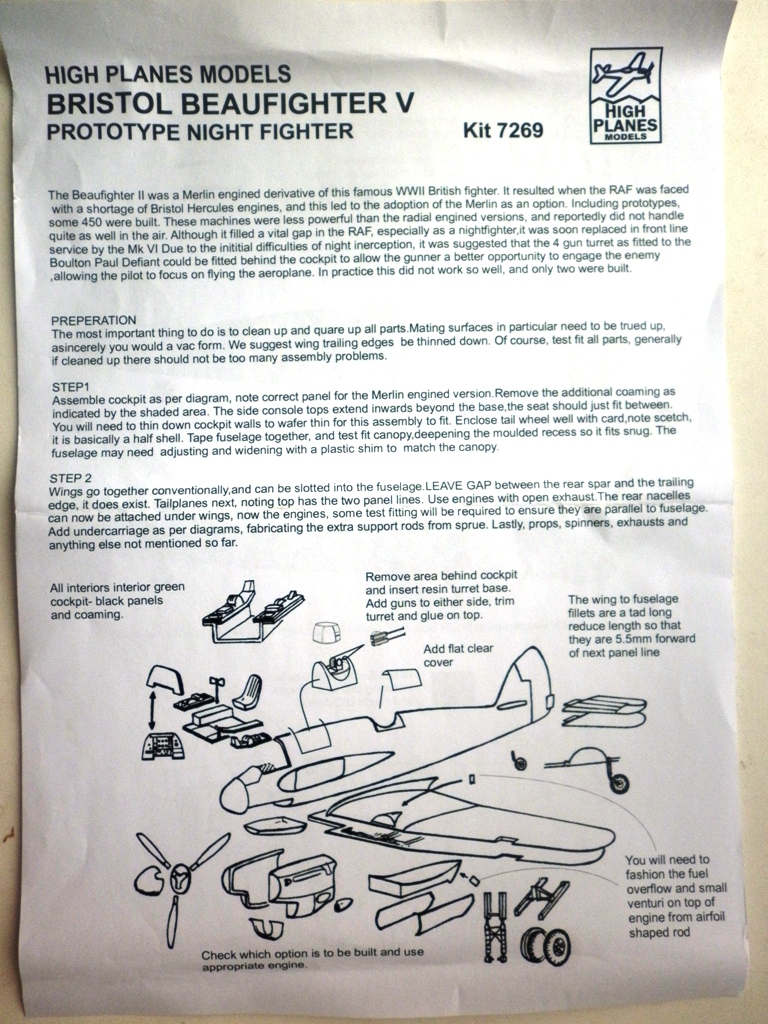 HIGH PLANES MODELS
BRISTOL BEAUFIGHTER V
PROTOTYPE NIGHT FIGHTER
Kit 7269
HIGH
PLANES
MODELS
The Beaufighter II was a Merlin engined derivative of this famous WWII British fighter. It resulted when the RAF was faced
with a shortage of Bristol Hercules engines, and this led to the adoption of the Merlin as an option. Including prototypes,
some 450 were built. These machines were less powerful than the radial engined versions, and reportedly did not handle
quite as well in the air. Although it filled a vital gap in the RAF, especially as a nightfighter,it was soon replaced in front line
service by the Mk VI Due to the inititial difficulties of night inerception, it was suggested that the 4 gun turret as fitted to the
Boulton Paul Defiant could be fitted behind the cockpit to allow the gunner a better opportunity to engage the enemy
,allowing the pilot to focus on flying the aeroplane. In practice this did not work so well, and only two were built.
PREPERATION
The most important thing to do is to clean up and quare up all parts.Mating surfaces in particular need to be trued up,
asincerely you would a vac form. We suggest wing trailing edges be thinned down. Of course, test fit all parts, generally
if cleaned up there should not be too many assembly problems.
STEP1
Assemble cockpit as per diagram, note correct panel for the Merlin engined version.Remove the additional coaming as
indicated by the shaded area. The side console tops extend inwards beyond the base,the seat should just fit between.
You will need to thin down cockpit walls to wafer thin for this assembly to fit. Enclose tail wheel well with card,note scetch,
it is basically a half shell. Tape fuselage together, and test fit canopy,deepening the moulded recess so it fits snug. The
fuselage may need adjusting and widening with a plastic shim to match the canopy.
STEP 2
Wings go together conventionally,and can be slotted into the fuselage.LEAVE GAP between the rear spar and the trailing
edge, it does exist. Tailplanes next, noting top has the two panel lines. Use engines with open exhaust.The rear nacelles
can now be attached under wings, now the engines, some test fitting will be required to ensure they are parallel to fuselage.
Add undercarriage as per diagrams, fabricating the extra support rods from sprue. Lastly, props, spinners, exhausts and
anything else not mentioned so far.
All interiors interior green
cockpit- black panels
and coaming.
Remove area behind cockpit
and insert resin turret base.
Add guns to either side, trim
turret and glue on top.
Add flat clear
cover
The wing to fuselage
fillets are a tad long
reduce length so that
they are 5.5mm forward
of next panel line
You will need to
fashion the fuel
overflow and small
venturi on top of
engine from airfoil
shaped rod
Check which option is to be built and use
appropriate engine.